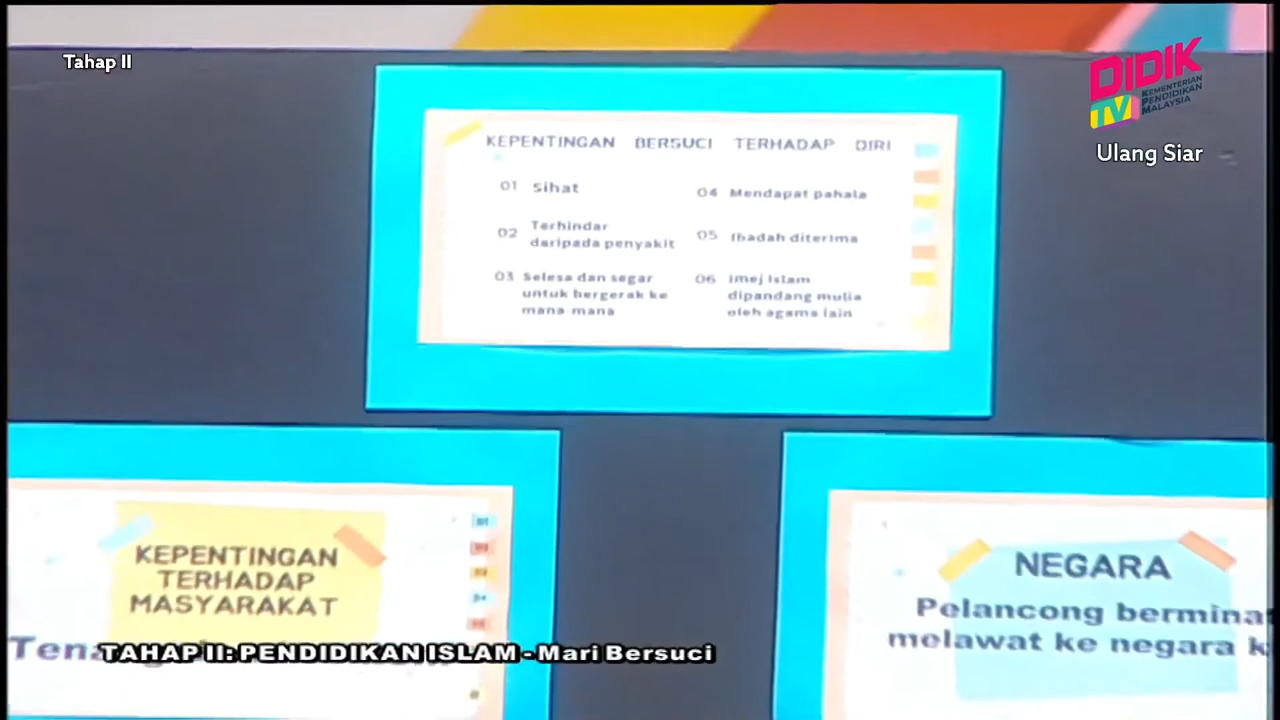 Tahap II
DIDIK
TV
KEMENTERIAN
PENDIDIKAN
MALAYSIA
Ulang Siar
KEPENTINGAN BERSUCI TERHADAP DIRI
01 Sihat
02 Terhindar
daripada penyakit
03 Selesa dan segar
untuk bergerak ke
mana-mana
04 Mendapat pahala
05 Ibadah diterima
06 Imej Islam
dipandang mulia
oleh agama lain
KEPENTINGAN
TERHADAP
MASYARAKAT
NEGARA
Pelancong bermina
melawat ke negara k
TAHAP II: PENDIDIKAN ISLAM - Mari Bersuci